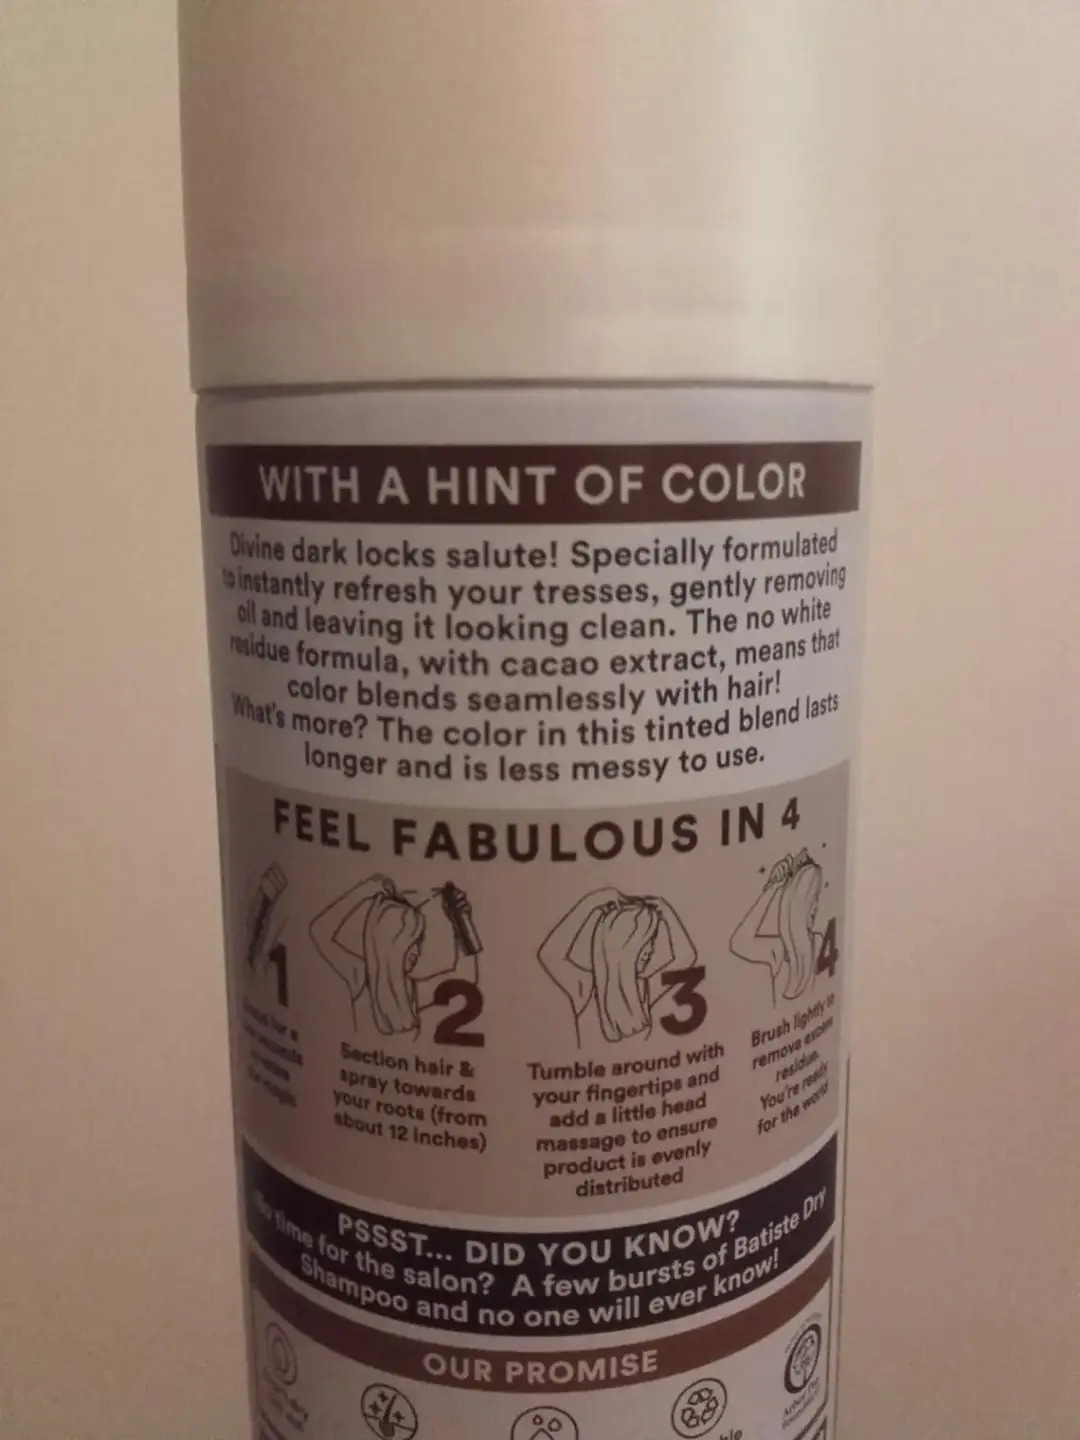 WITH A HINT OF COLOR
Divine dark locks salute! Specially formulated
to instantly refresh your tresses, gently removing
oil and leaving it looking clean. The no white
residue formula, with cacao extract, means that
color blends seamlessly with hair!
What's more? The color in this tinted blend lasts
longer and is less messy to use.
FEEL FABULOUS IN 4
1
2
Section hair &
spray towards
your roots (from
about 12 inches)
3
Tumble around with
your fingertips and
add a little head
massage to ensure
product is evenly
distributed
4
Brush lightly to
remove excess
residue.
You're ready
for the world
PSSST... DID YOU KNOW?
No time for the salon? A few bursts of Batiste Dry
Shampoo and no one will ever know!
OUR PROMISE